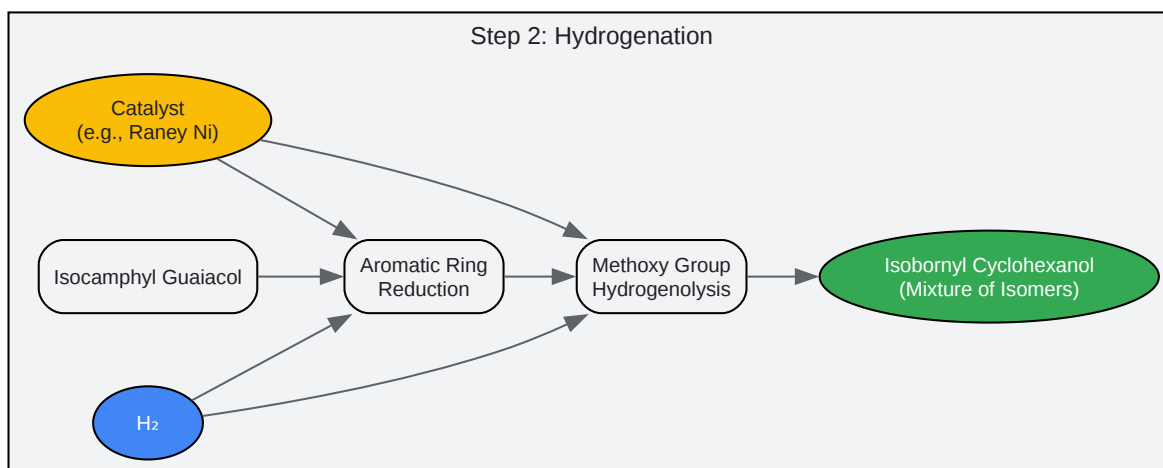 Step 2: Hydrogenation
Catalyst
(e.g., Raney Ni)
Isocamphyl Guaiacol
Aromatic Ring
Reduction
Methoxy Group
Hydrogenolysis
Isobornyl Cyclohexanol
(Mixture of Isomers)
H₂